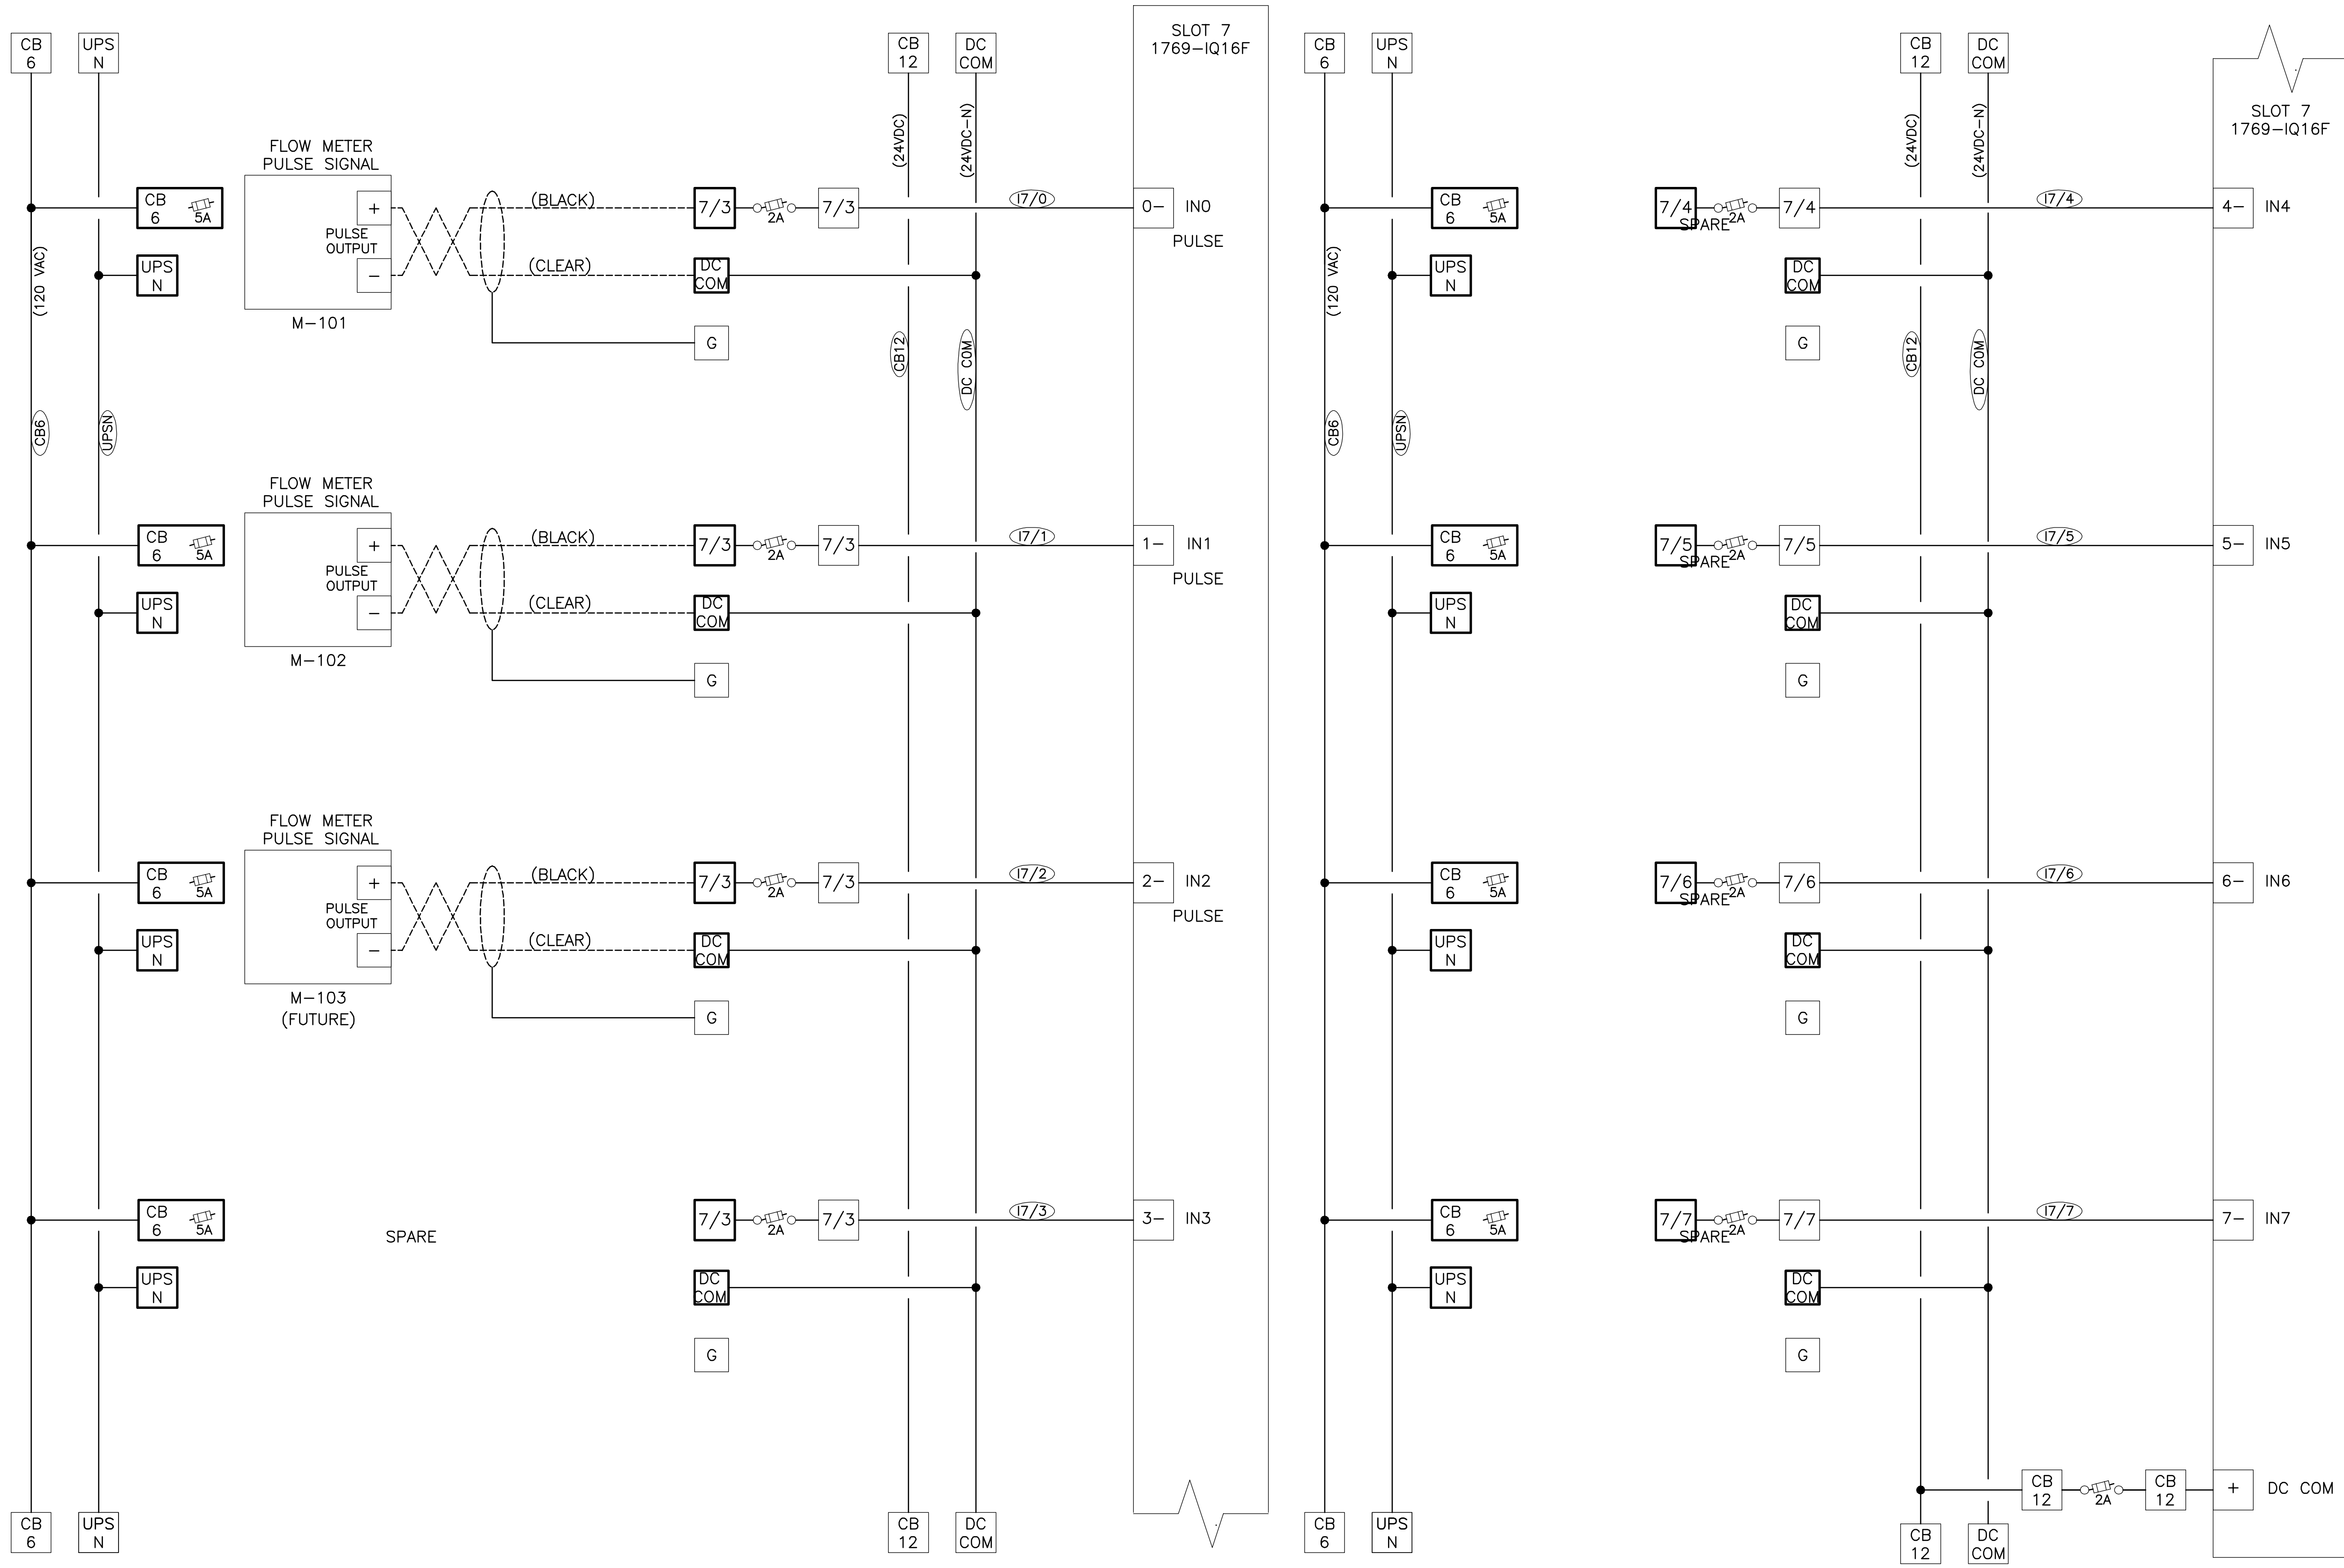 CB
6
UPS
N
CB
12
DC
COM
SLOT 7
1769-IQ16F
(24VDC)
(24VDC-N)
(120 VAC)
CB6
UPSN
CB12
DC COM
FLOW METER
PULSE SIGNAL
CB
6
5A
UPS
N
+
PULSE
OUTPUT
-
M-101
(BLACK)
(CLEAR)
7/3
2A
7/3
I7/0
0-
IN0
PULSE
DC
COM
G
FLOW METER
PULSE SIGNAL
CB
6
5A
UPS
N
+
PULSE
OUTPUT
-
M-102
(BLACK)
(CLEAR)
7/3
2A
7/3
I7/1
1-
IN1
PULSE
DC
COM
G
FLOW METER
PULSE SIGNAL
CB
6
5A
UPS
N
+
PULSE
OUTPUT
-
M-103
(FUTURE)
(BLACK)
(CLEAR)
7/3
2A
7/3
I7/2
2-
IN2
PULSE
DC
COM
G
CB
6
5A
UPS
N
SPARE
7/3
2A
7/3
I7/3
3-
IN3
DC
COM
G
CB
6
UPS
N
CB
12
DC
COM
CB
6
UPS
N
CB
12
DC
COM
SLOT 7
1769-IQ16F
(24VDC)
(24VDC-N)
(120 VAC)
CB6
UPSN
CB12
DC COM
CB
6
5A
UPS
N
7/4
SPARE
2A
7/4
I7/4
4-
IN4
DC
COM
G
CB
6
5A
UPS
N
7/5
SPARE
2A
7/5
I7/5
5-
IN5
DC
COM
G
CB
6
5A
UPS
N
7/6
SPARE
2A
7/6
I7/6
6-
IN6
DC
COM
G
CB
6
5A
UPS
N
7/7
SPARE
2A
7/7
I7/7
7-
IN7
DC
COM
G
CB
12
2A
CB
12
+
DC COM
CB
6
UPS
N
CB
12
DC
COM